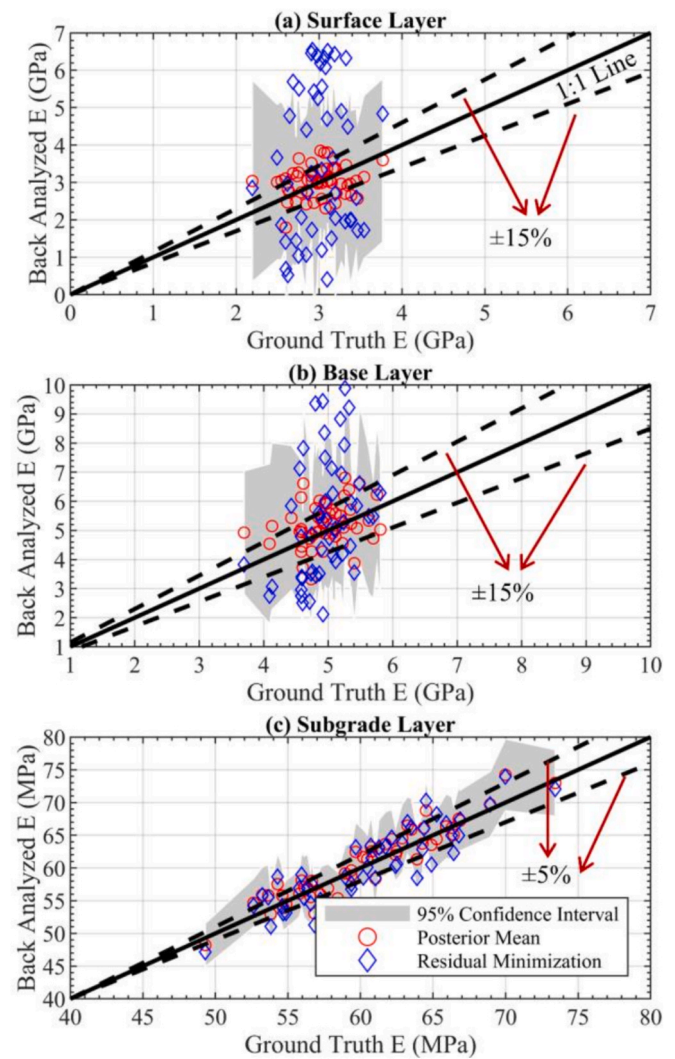 (a) Surface Layer
7
6
5
4
3
2
1
0
Back Analyzed E (GPa)
1:1 Line
±15%
0 1 2 3 4 5 6 7
Ground Truth E (GPa)
(b) Base Layer
10
9
8
7
6
5
4
3
2
1
Back Analyzed E (GPa)
±15%
1 2 3 4 5 6 7 8 9 10
Ground Truth E (GPa)
(c) Subgrade Layer
80
75
70
65
60
55
50
45
40
Back Analyzed E (MPa)
±5%
95% Confidence Interval
Posterior Mean
Residual Minimization
40 45 50 55 60 65 70 75 80
Ground Truth E (MPa)